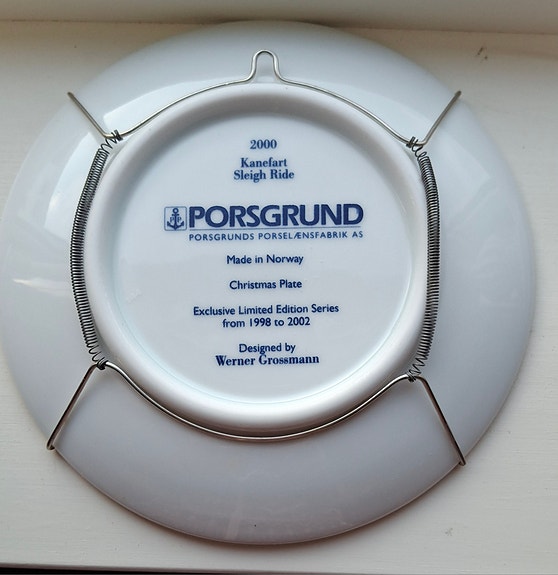 2000
Kanefart
Sleigh Ride
PORSGRUND
PORSGRUNDS PORSELÆNSFABRIK AS
Made in Norway
Christmas Plate
Exclusive Limited Edition Series
from 1998 to 2002
Designed by
Werner Grossmann